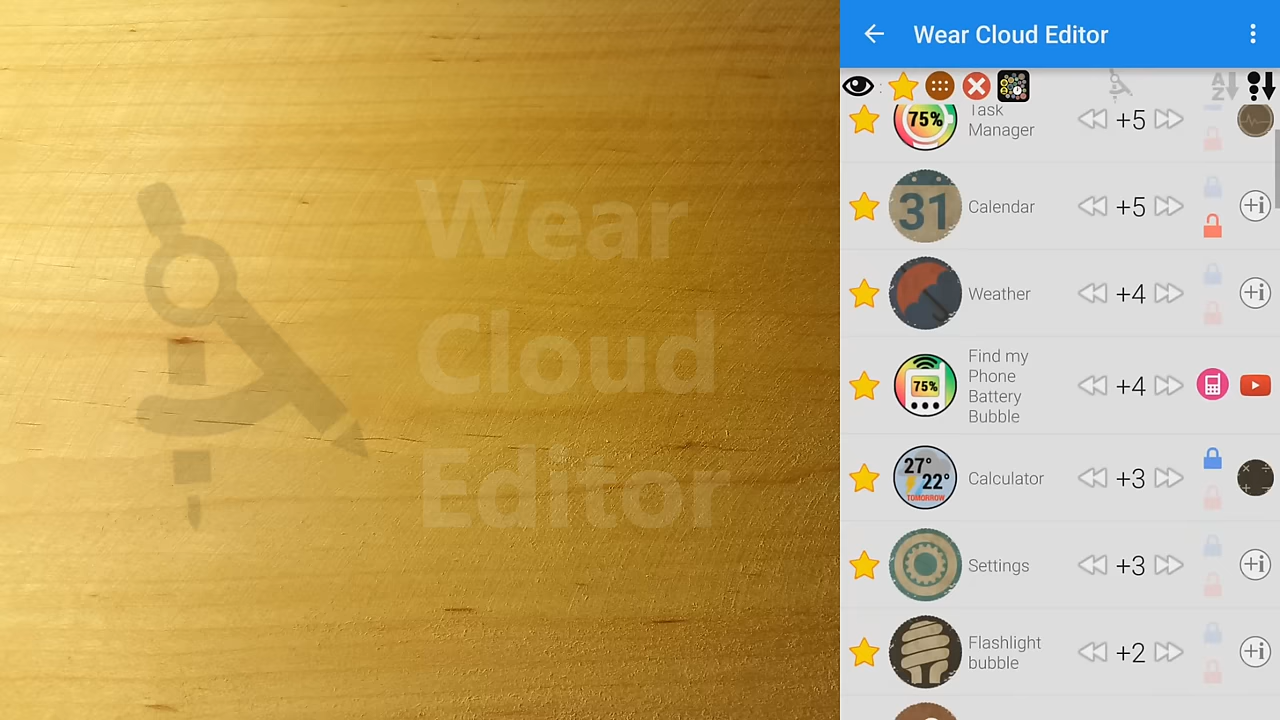 Wear
Cloud
Editor
Wear Cloud Editor
:
A
Z
75%
Task
Manager
+5
31
Calendar
+5
+i
Weather
+4
+i
75%
Find my
Phone
Battery
Bubble
+4
27°
22°
TOMORROW
Calculator
+3
Settings
+3
+i
Flashlight
bubble
+2
+i